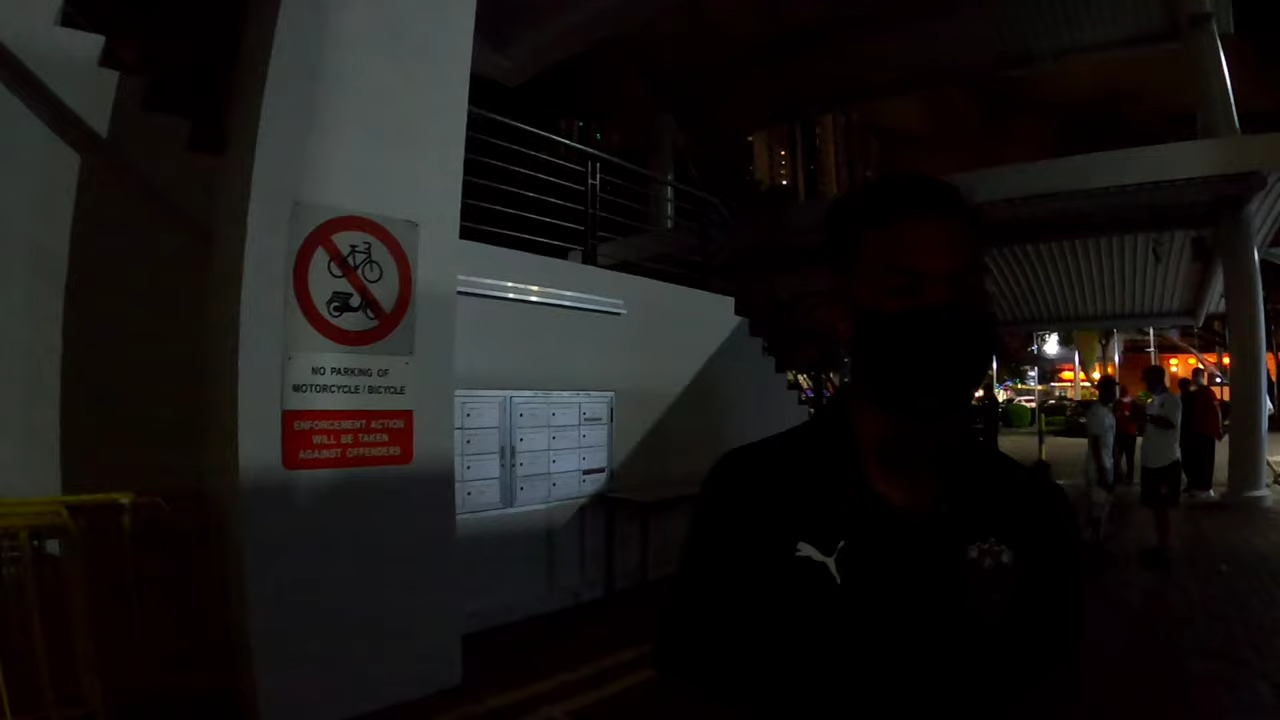 NO PARKING OF
MOTORCYCLE / BICYCLE
ENFORCEMENT ACTION
WILL BE TAKEN
AGAINST OFFENDERS